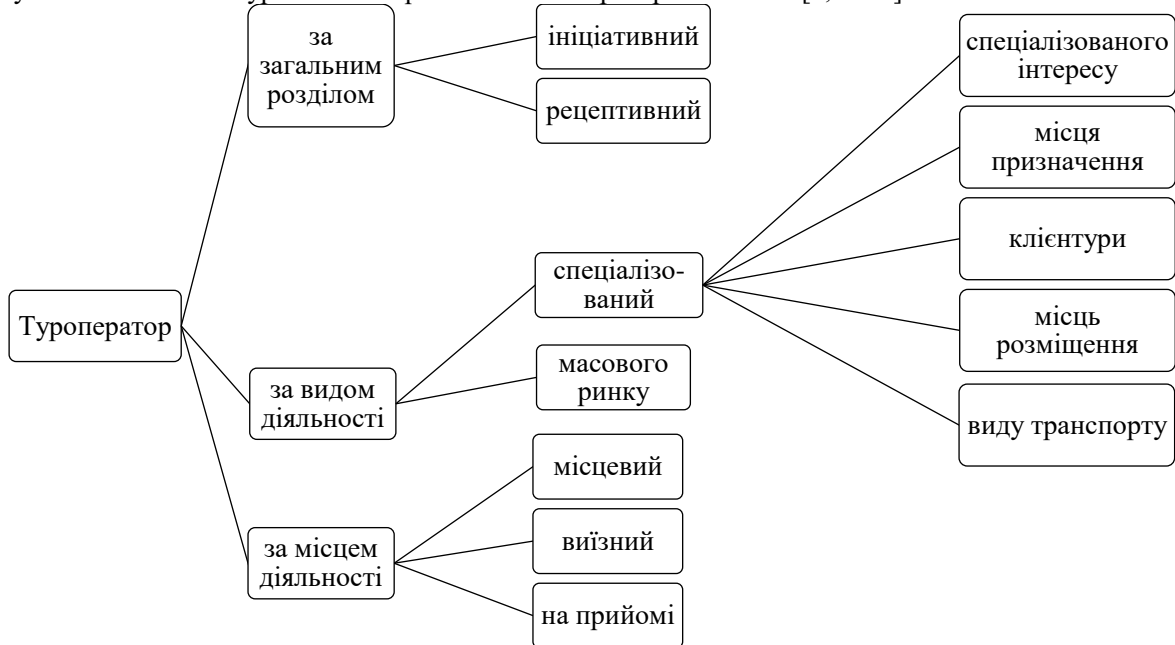 за
загальним
розділом
ініціативний
рецептивний
спеціалізованого
інтересу
місця
призначення
клієнтури
місць
розміщення
виду транспорту
спеціалізо-
ваний
масового
ринку
Туроператор
за видом
діяльності
місцевий
виїзний
на прийомі
за місцем
діяльності